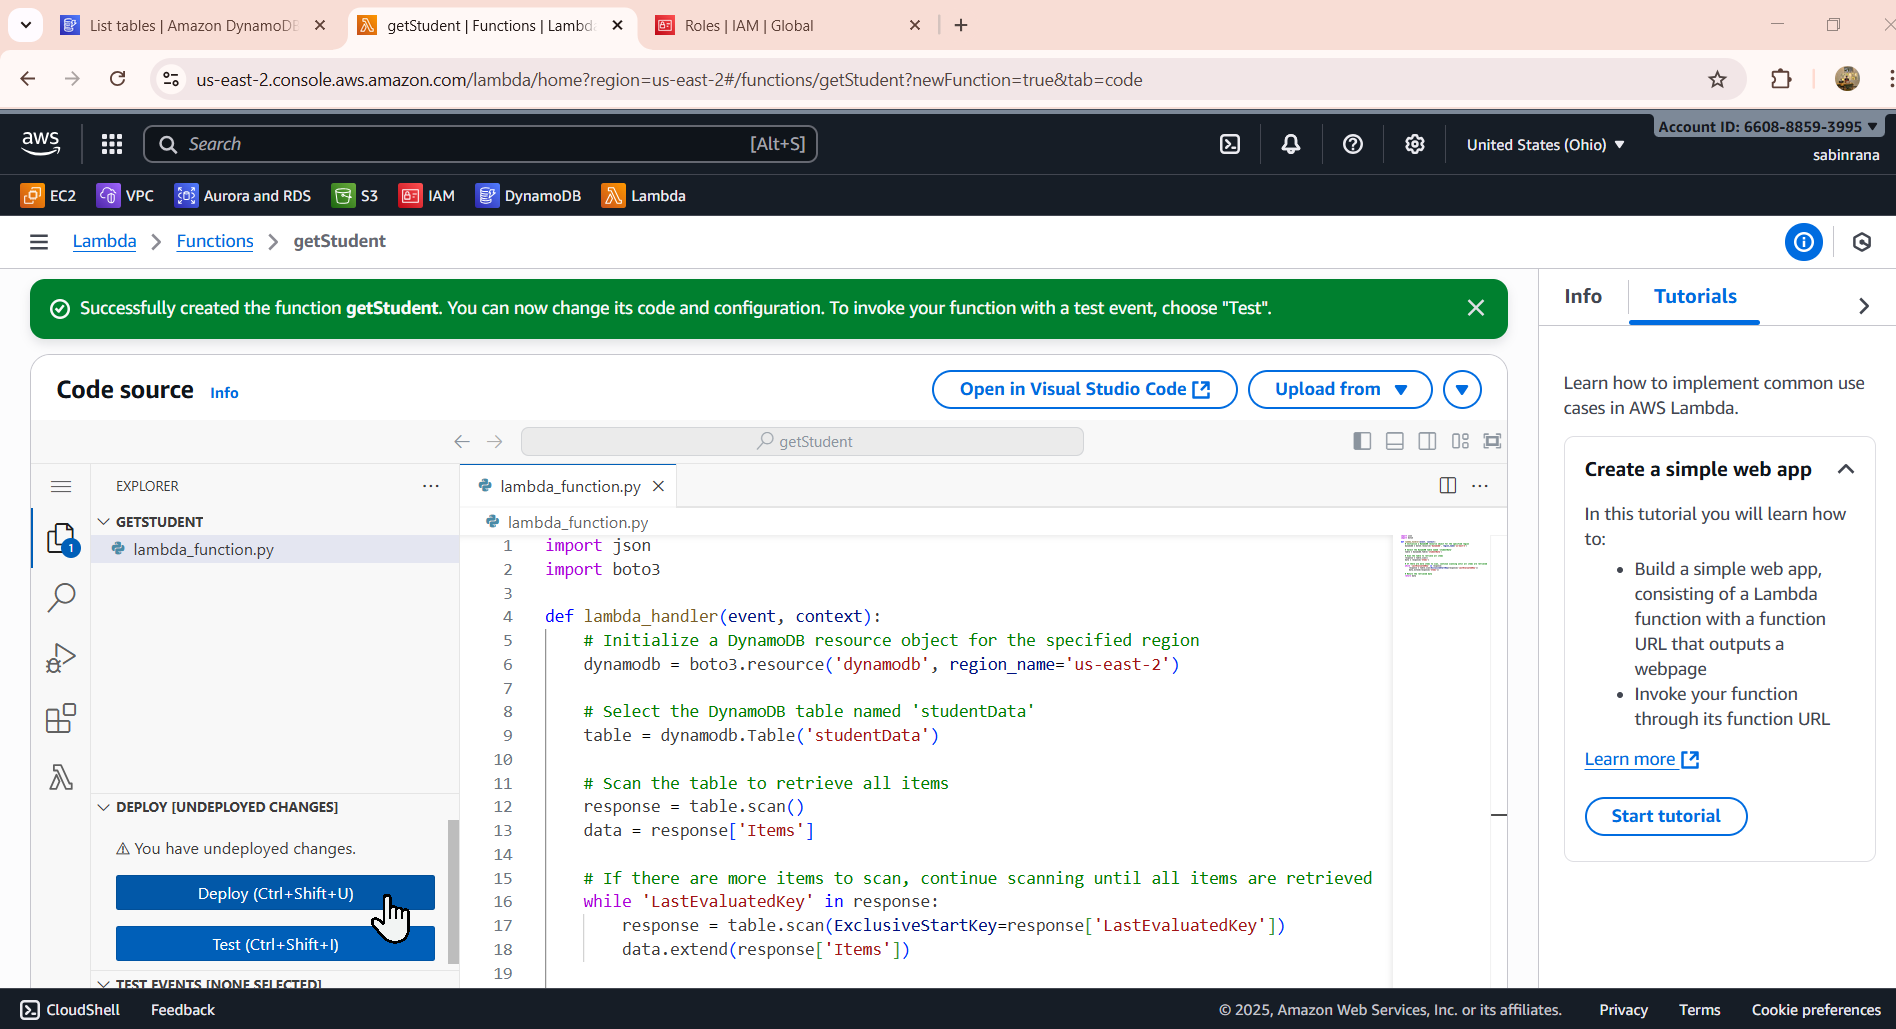 List tables | Amazon DynamoDB
getStudent | Functions | Lambda
Roles | IAM | Global
us-east-2.console.aws.amazon.com/lambda/home?region=us-east-2#/functions/getStudent?newFunction=true&tab=code
aws
Search
[Alt+S]
United States (Ohio)
Account ID: 6608-8859-3995
sabinrana
EC2
VPC
Aurora and RDS
S3
IAM
DynamoDB
Lambda
Lambda
Functions
getStudent
Successfully created the function getStudent. You can now change its code and configuration. To invoke your function with a test event, choose "Test".
Code source Info
Open in Visual Studio Code
Upload from
getStudent
EXPLORER
GETSTUDENT
lambda_function.py
1
DEPLOY [UNDEPLOYED CHANGES]
You have undeployed changes.
Deploy (Ctrl+Shift+U)
Test (Ctrl+Shift+I)
TEST EVENTS [NONE SELECTED]
lambda_function.py
lambda_function.py
1 import json
2 import boto3
3
4 def lambda_handler(event, context):
5 # Initialize a DynamoDB resource object for the specified region
6 dynamodb = boto3.resource('dynamodb', region_name='us-east-2')
7
8 # Select the DynamoDB table named 'studentData'
9 table = dynamodb.Table('studentData')
10
11 # Scan the table to retrieve all items
12 response = table.scan()
13 data = response['Items']
14
15 # If there are more items to scan, continue scanning until all items are retrieved
16 while 'LastEvaluatedKey' in response:
17 response = table.scan(ExclusiveStartKey=response['LastEvaluatedKey'])
18 data.extend(response['Items'])
19
Info
Tutorials
Learn how to implement common use
cases in AWS Lambda.
Create a simple web app
In this tutorial you will learn how
to:
• Build a simple web app,
consisting of a Lambda
function with a function
URL that outputs a
webpage
• Invoke your function
through its function URL
Learn more
Start tutorial
CloudShell
Feedback
© 2025, Amazon Web Services, Inc. or its affiliates.
Privacy
Terms
Cookie preferences